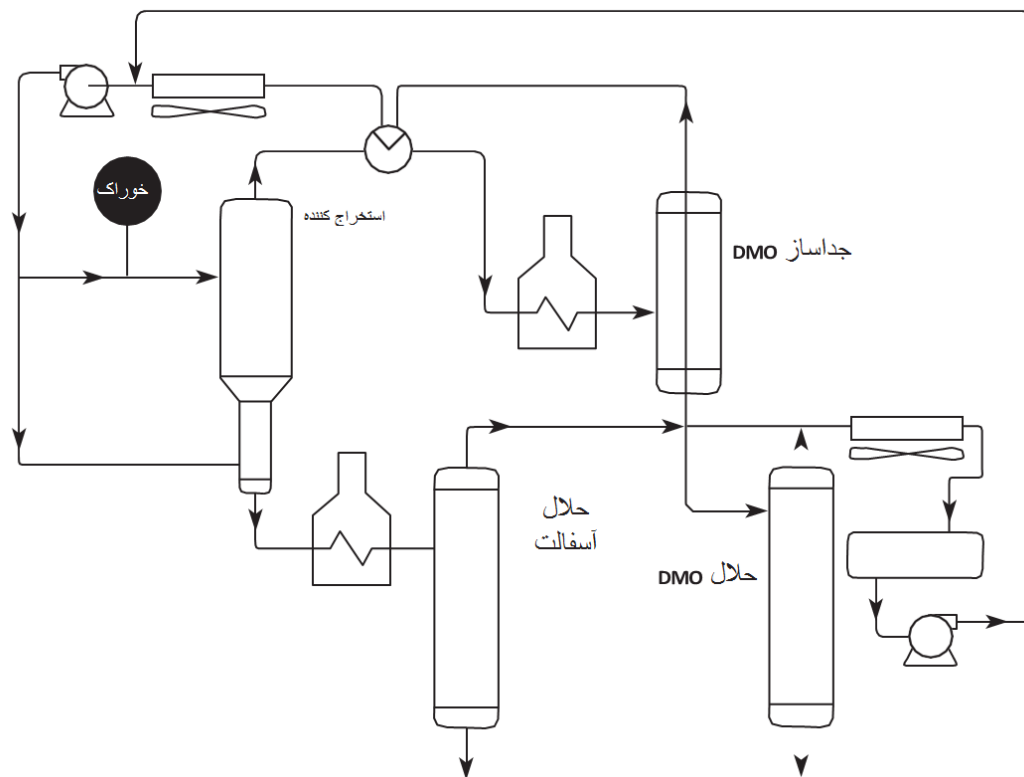 خوراک
استخراج کننده
جداساز DMO
حلال
آسفالت
حلال DMO